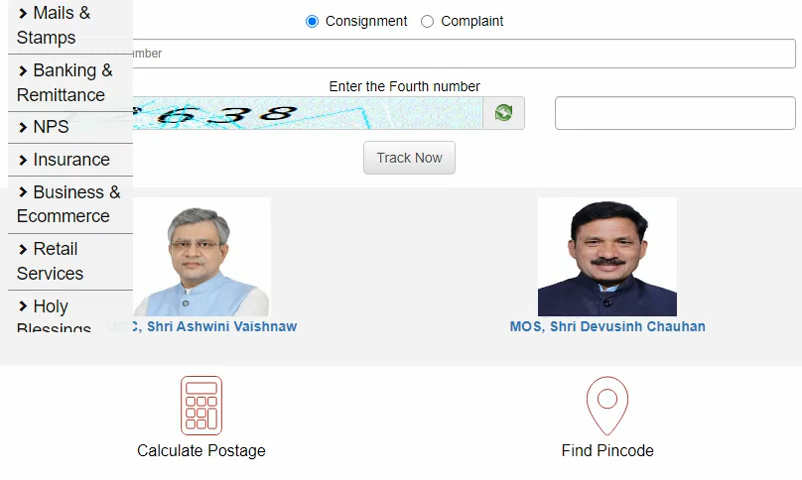 Mails &
Stamps
Banking &
Remittance
NPS
Insurance
Business &
Ecommerce
Retail
Services
Holy
Blessings
Consignment
Complaint
Enter the Fourth number
638
Track Now
Shri Ashwini Vaishnaw
MOS, Shri Devusinh Chauhan
Calculate Postage
Find Pincode